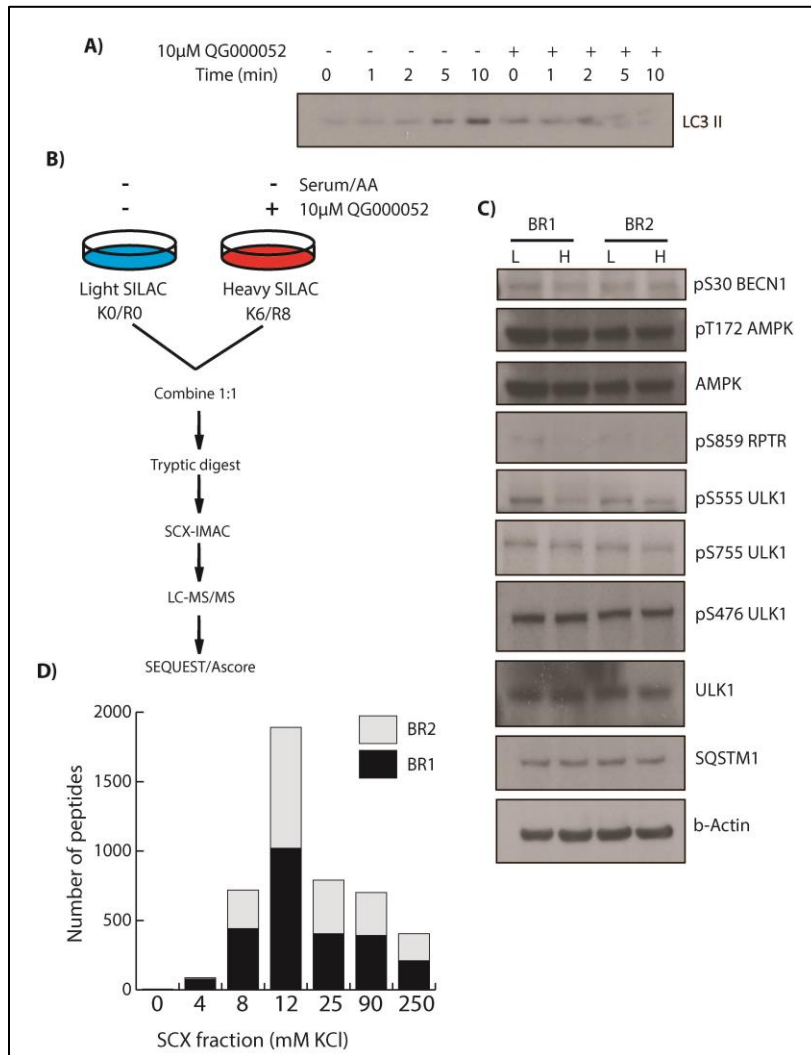 A)
10µM QG000052 - - - - - + + + + +
Time (min) 0 1 2 5 10 0 1 2 5 10
LC3 II
B)
- - Serum/AA
- + 10µM QG000052
Light SILAC Heavy SILAC
K0/R0 K6/R8
Combine 1:1
Tryptic digest
SCX-IMAC
LC-MS/MS
SEQUEST/Ascore
C)
BR1 BR2
L H L H
pS30 BECN1
pT172 AMPK
AMPK
pS859 RPTR
pS555 ULK1
pS755 ULK1
pS476 ULK1
ULK1
SQSTM1
b-Actin
D)
2000
1500
1000
500
0
Number of peptides
BR2
BR1
0 4 8 12 25 90 250
SCX fraction (mM KCl)